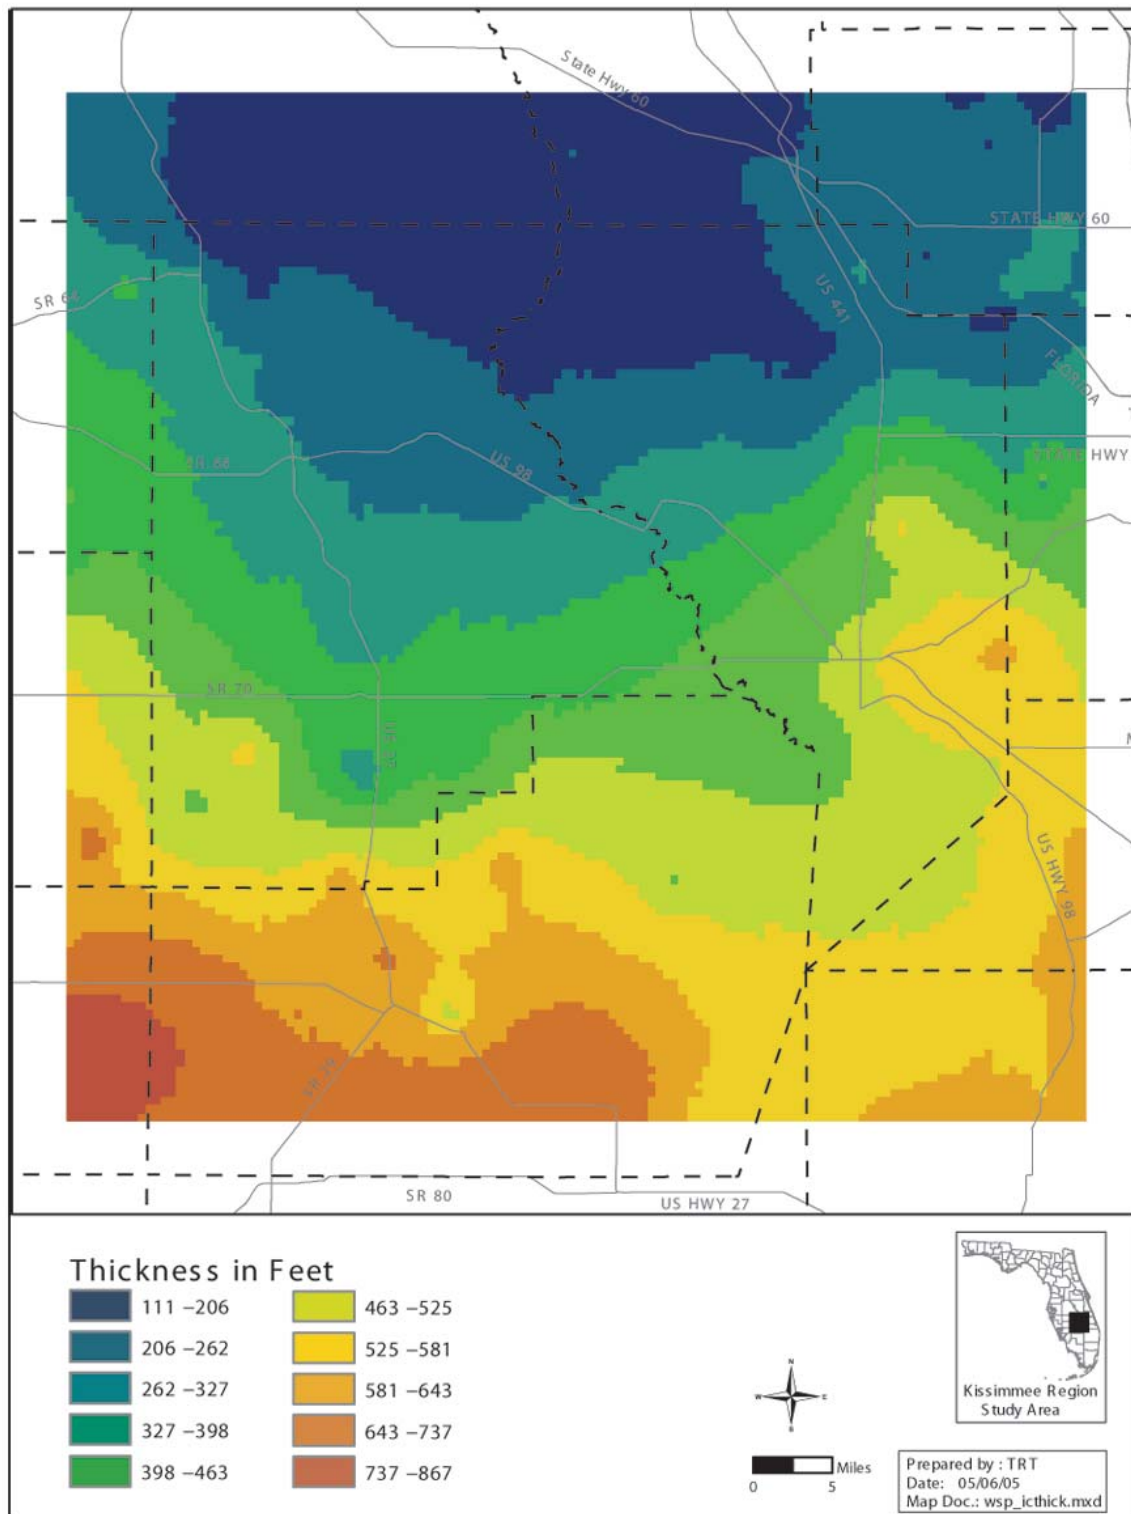 State Hwy 60
STATE HWY 60
SR 64
US 441
FLORIDA
SR 66
US 98
STATE HWY
SR 70
US HWY 98
SR 29
SR 80
US HWY 27
Thickness in Feet
111 –206
206 –262
262 –327
327 –398
398 –463
463 –525
525 –581
581 –643
643 –737
737 –867
N
W
E
S
Miles
0
5
Kissimmee Region
Study Area
Prepared by : TRT
Date: 05/06/05
Map Doc.: wsp_icthick.mxd